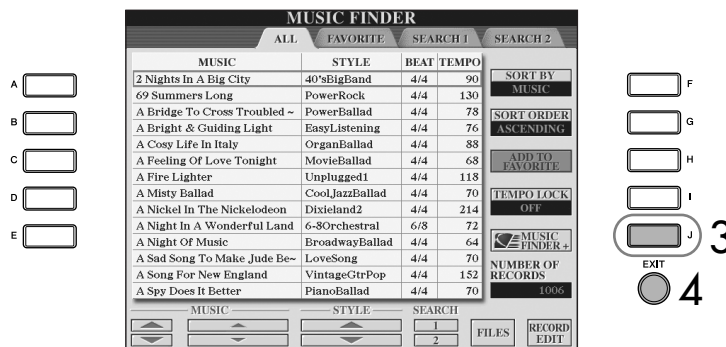 MUSIC FINDER
ALL FAVORITE SEARCH 1 SEARCH 2
MUSIC STYLE BEAT TEMPO
2 Nights In A Big City 40'sBigBand 4/4 90
69 Summers Long PowerRock 4/4 130
A Bridge To Cross Troubled ~ PowerBallad 4/4 78
A Bright & Guiding Light EasyListening 4/4 76
A Cosy Life In Italy OrganBallad 4/4 88
A Feeling Of Love Tonight MovieBallad 4/4 68
A Fire Lighter Unplugged1 4/4 118
A Misty Ballad CoolJazzBallad 4/4 70
A Nickel In The Nickelodeon Dixieland2 4/4 214
A Night In A Wonderful Land 6-8Orchestral 6/8 72
A Night Of Music BroadwayBallad 4/4 64
A Sad Song To Make Jude Be~ LoveSong 4/4 70
A Song For New England VintageGtrPop 4/4 152
A Spy Does It Better PianoBallad 4/4 70
SORT BY
MUSIC
SORT ORDER
ASCENDING
ADD TO
FAVORITE
TEMPO LOCK
OFF
MUSIC
FINDER +
NUMBER OF
RECORDS
1006
MUSIC STYLE SEARCH
1
2
FILES
RECORD
EDIT
A
B
C
D
E
F
G
H
I
J
3
EXIT
4